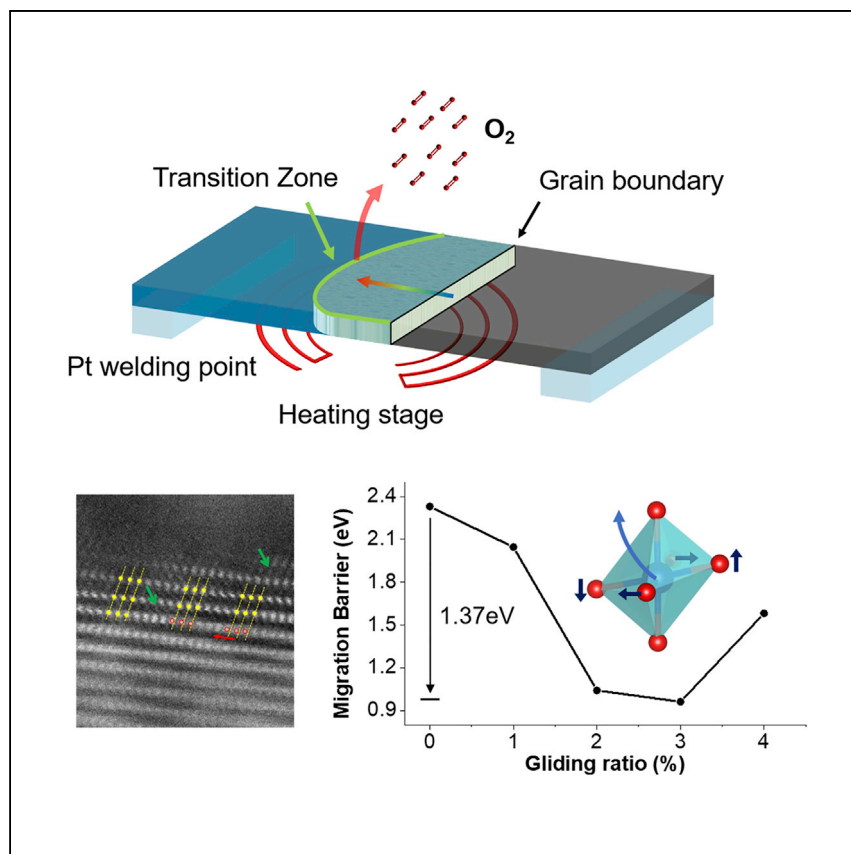 O₂
Transition Zone
Grain boundary
Pt welding point
Heating stage
Migration Barrier (eV)
2.4
2.1
1.8
1.5
1.2
0.9
1.37eV
0 1 2 3 4
Gliding ratio (%)